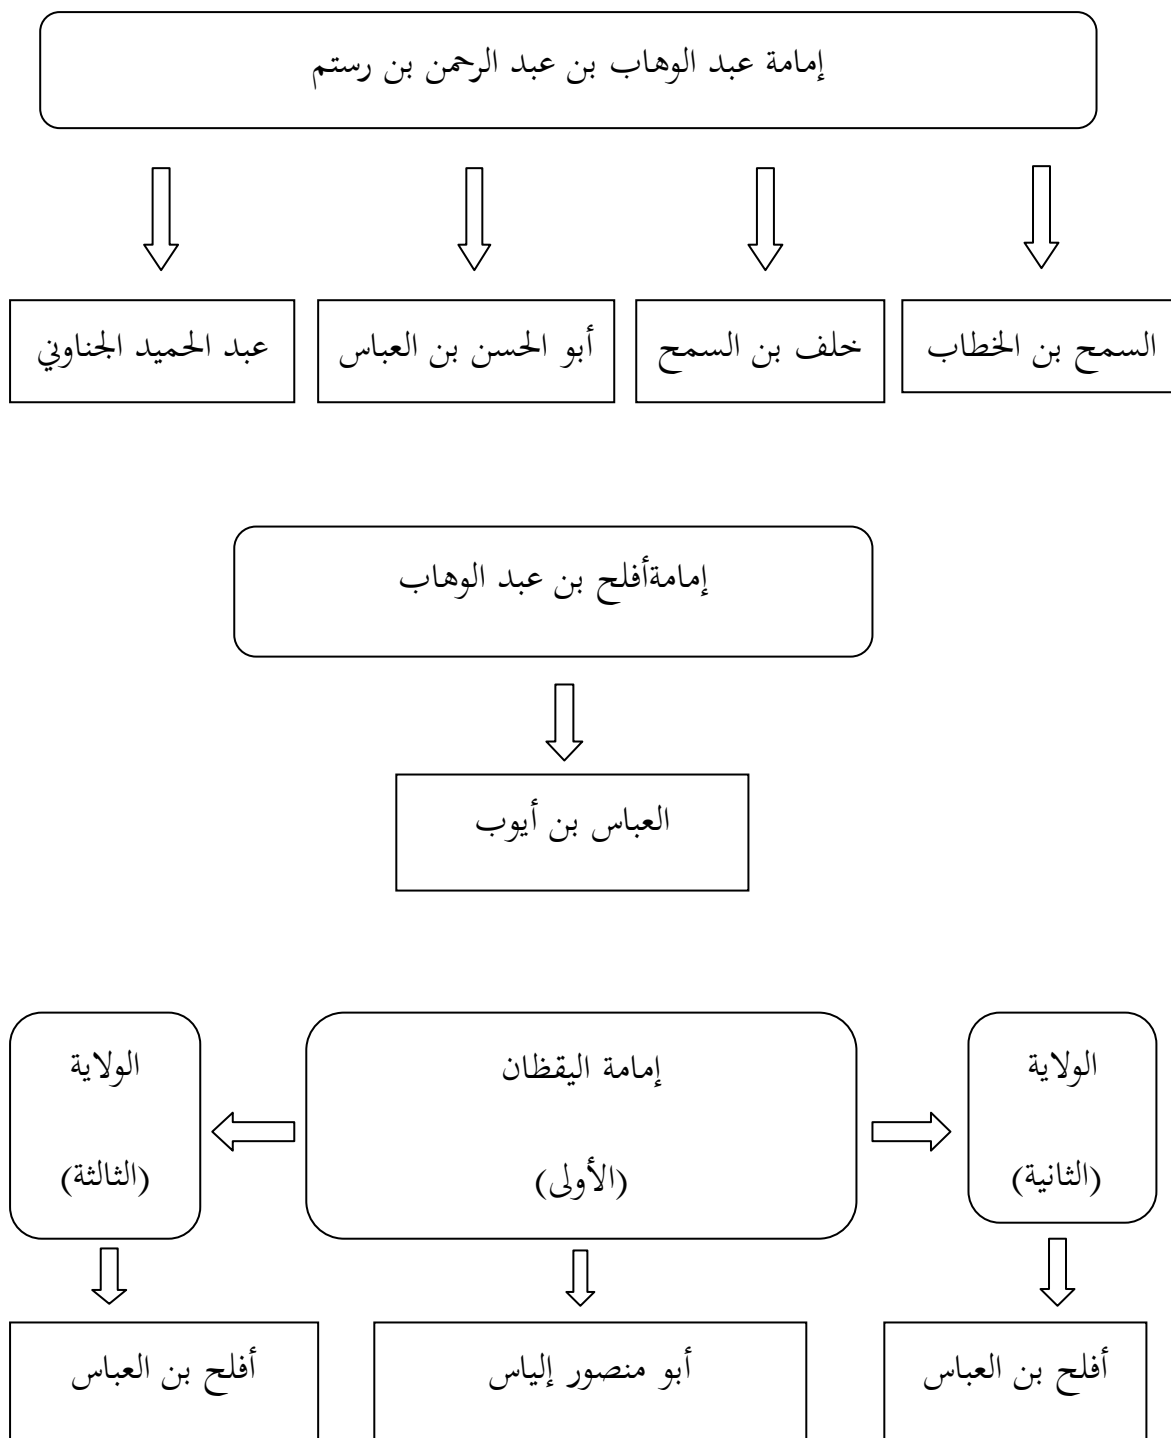 إمامة عبد الوهاب بن عبد الرحمن بن رستم
السمح بن الخطاب
خلف بن السمح
أبو الحسن بن العباس
عبد الحميد الجناوني
إمامةأفلح بن عبد الوهاب
العباس بن أيوب
الولاية
(الثانية)
إمامة اليقظان
(الأولى)
الولاية
(الثالثة)
أفلح بن العباس
أبو منصور إلياس
أفلح بن العباس